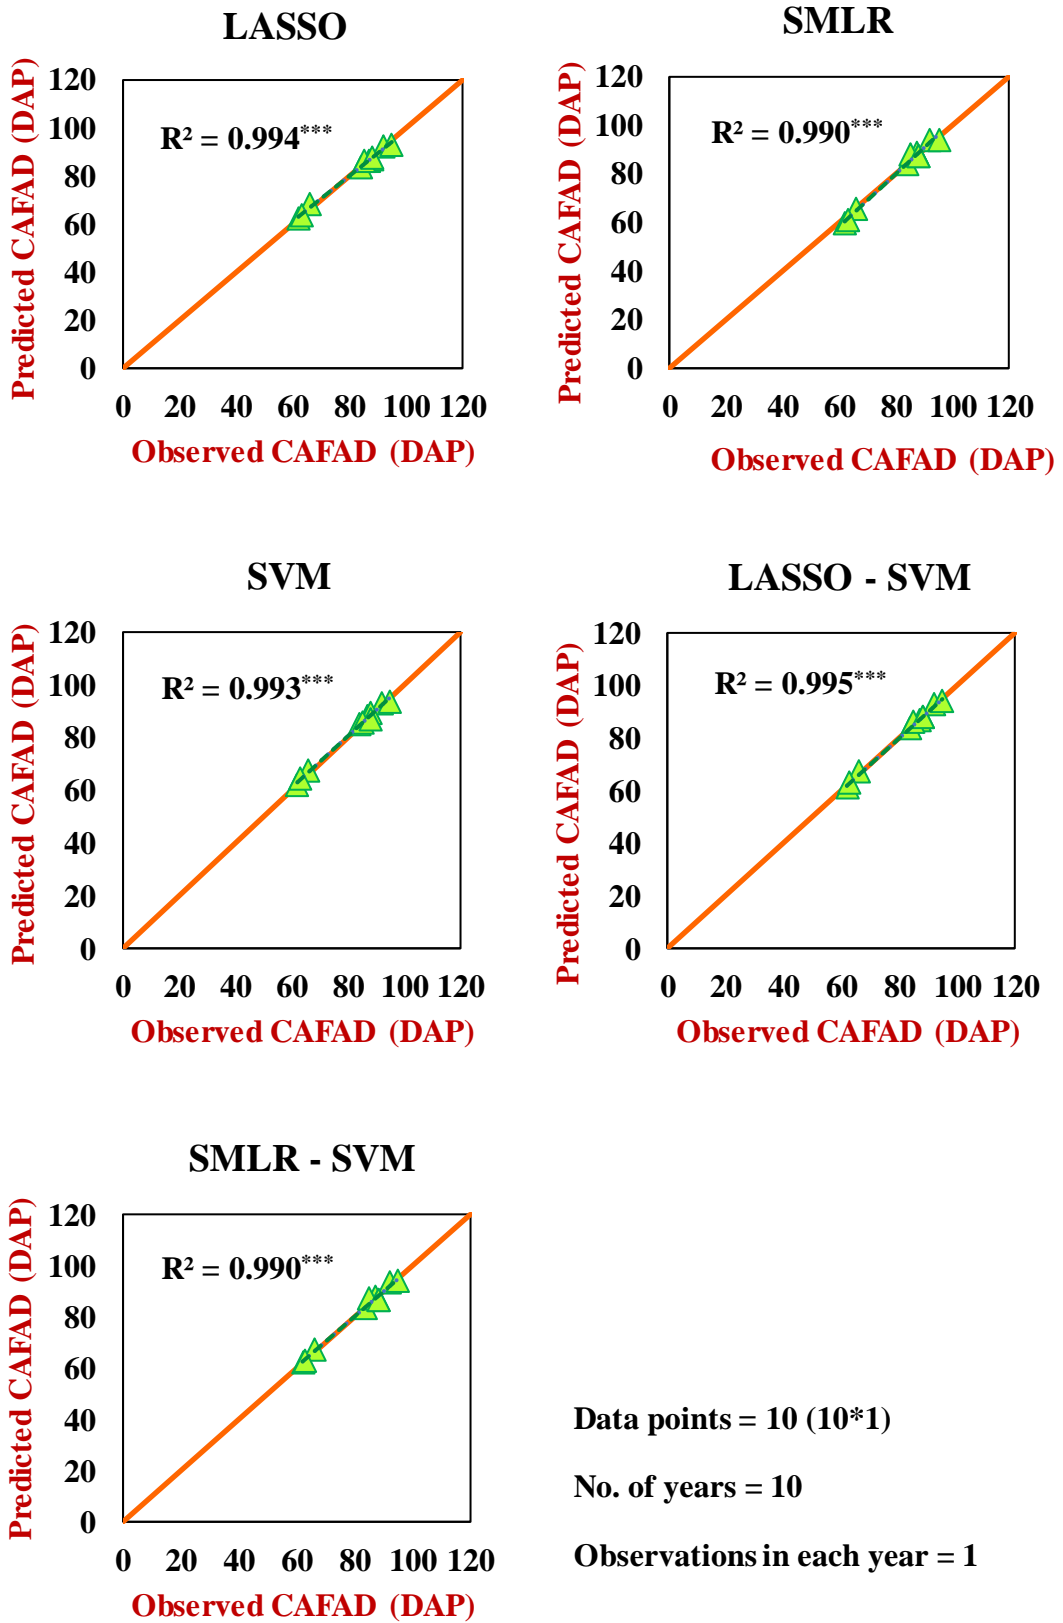 LASSO
Predicted CAFAD (DAP)
120
100
80
60
40
20
0
R² = 0.994***
0 20 40 60 80 100 120
Observed CAFAD (DAP)
SMLR
Predicted CAFAD (DAP)
120
100
80
60
40
20
0
R² = 0.990***
0 20 40 60 80 100 120
Observed CAFAD (DAP)
SVM
Predicted CAFAD (DAP)
120
100
80
60
40
20
0
R² = 0.993***
0 20 40 60 80 100 120
Observed CAFAD (DAP)
LASSO - SVM
Predicted CAFAD (DAP)
120
100
80
60
40
20
0
R² = 0.995***
0 20 40 60 80 100 120
Observed CAFAD (DAP)
SMLR - SVM
Predicted CAFAD (DAP)
120
100
80
60
40
20
0
R² = 0.990***
0 20 40 60 80 100 120
Observed CAFAD (DAP)
Data points = 10 (10*1)
No. of years = 10
Observations in each year = 1